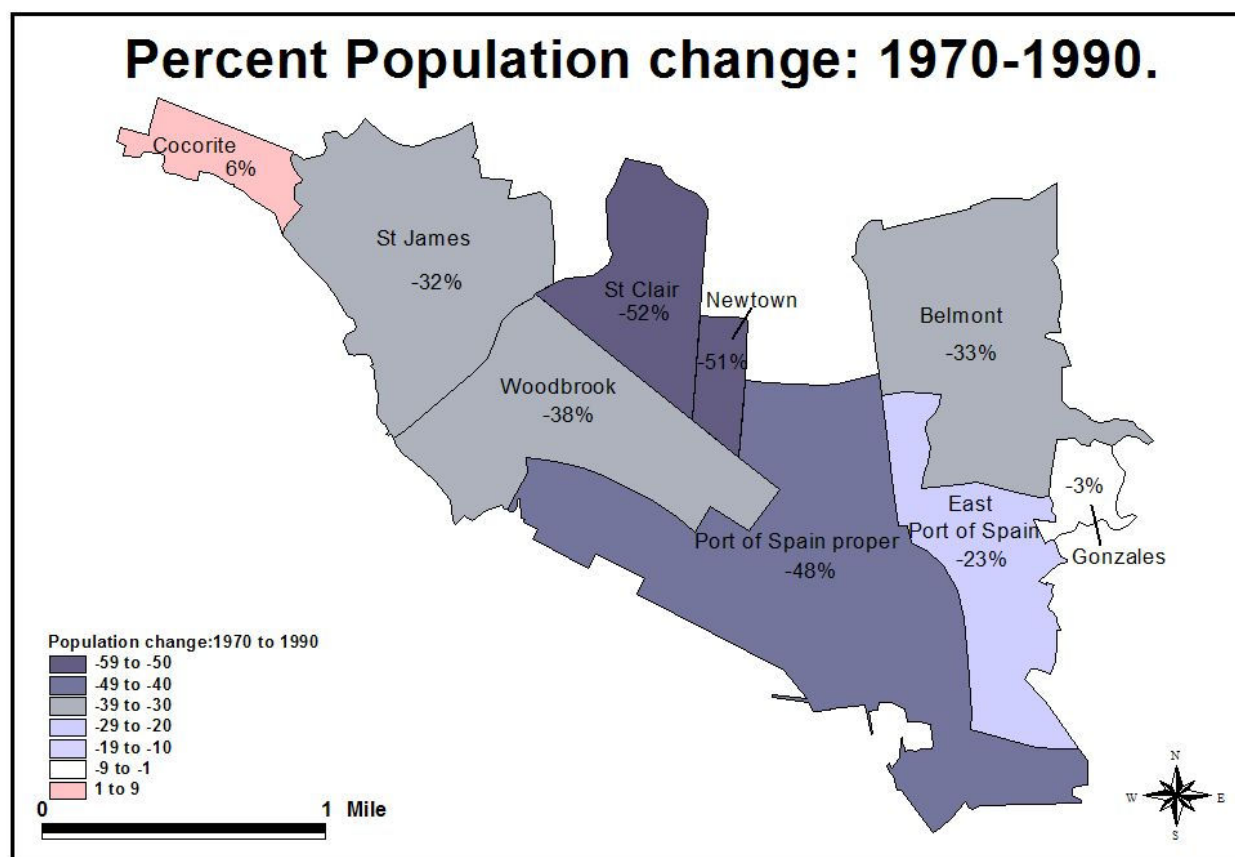 Percent Population change: 1970-1990.
Cocorite
6%
St James
-32%
St Clair
-52%
Newtown
-51%
Belmont
-33%
Woodbrook
-38%
-3%
Gonzales
East
Port of Spain
-23%
Port of Spain proper
-48%
Population change:1970 to 1990
-59 to -50
-49 to -40
-39 to -30
-29 to -20
-19 to -10
-9 to -1
1 to 9
0 1 Mile
N
W E
S